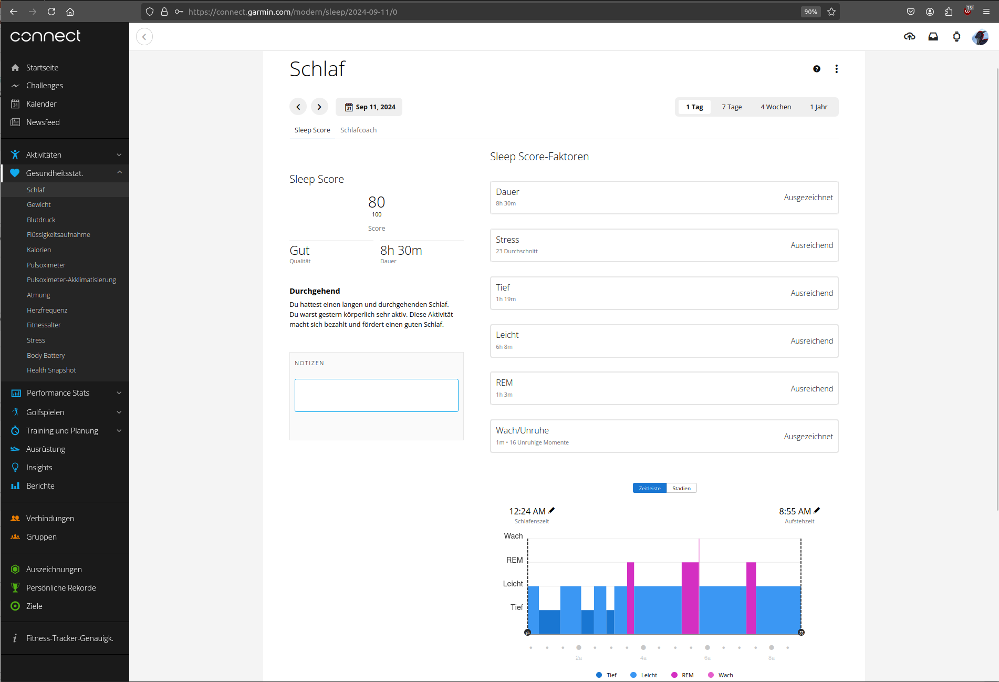 https://connect.garmin.com/modern/sleep/2024-09-11/0
90%
19
connect
Startseite
Challenges
31
Kalender
Newsfeed
Aktivitäten
Gesundheitsstat.
Schlaf
Gewicht
Blutdruck
Flüssigkeitsaufnahme
Kalorien
Pulsoximeter
Pulsoximeter-Akklimatisierung
Atmung
Herzfrequenz
Fitnessalter
Stress
Body Battery
Health Snapshot
Performance Stats
Golfspielen
Training und Planung
Ausrüstung
Insights
Berichte
Verbindungen
Gruppen
Auszeichnungen
Persönliche Rekorde
Ziele
i Fitness-Tracker-Genauigk.
Schlaf
?
31 Sep 11, 2024
1 Tag
7 Tage
4 Wochen
1 Jahr
Sleep Score
Schlafcoach
Sleep Score
80
100
Score
Gut
Qualität
8h 30m
Dauer
Durchgehend
Du hattest einen langen und durchgehenden Schlaf.
Du warst gestern körperlich sehr aktiv. Diese Aktivität
macht sich bezahlt und fördert einen guten Schlaf.
NOTIZEN
Sleep Score-Faktoren
Dauer
8h 30m
Ausgezeichnet
Stress
23 Durchschnitt
Ausreichend
Tief
1h 19m
Ausreichend
Leicht
6h 8m
Ausreichend
REM
1h 3m
Ausreichend
Wach/Unruhe
1m • 16 Unruhige Momente
Ausgezeichnet
Zeitleiste
Stadien
12:24 AM
Schlafenszeit
8:55 AM
Aufstehzeit
Wach
REM
Leicht
Tief
2a
4a
6a
8a
Tief
Leicht
REM
Wach